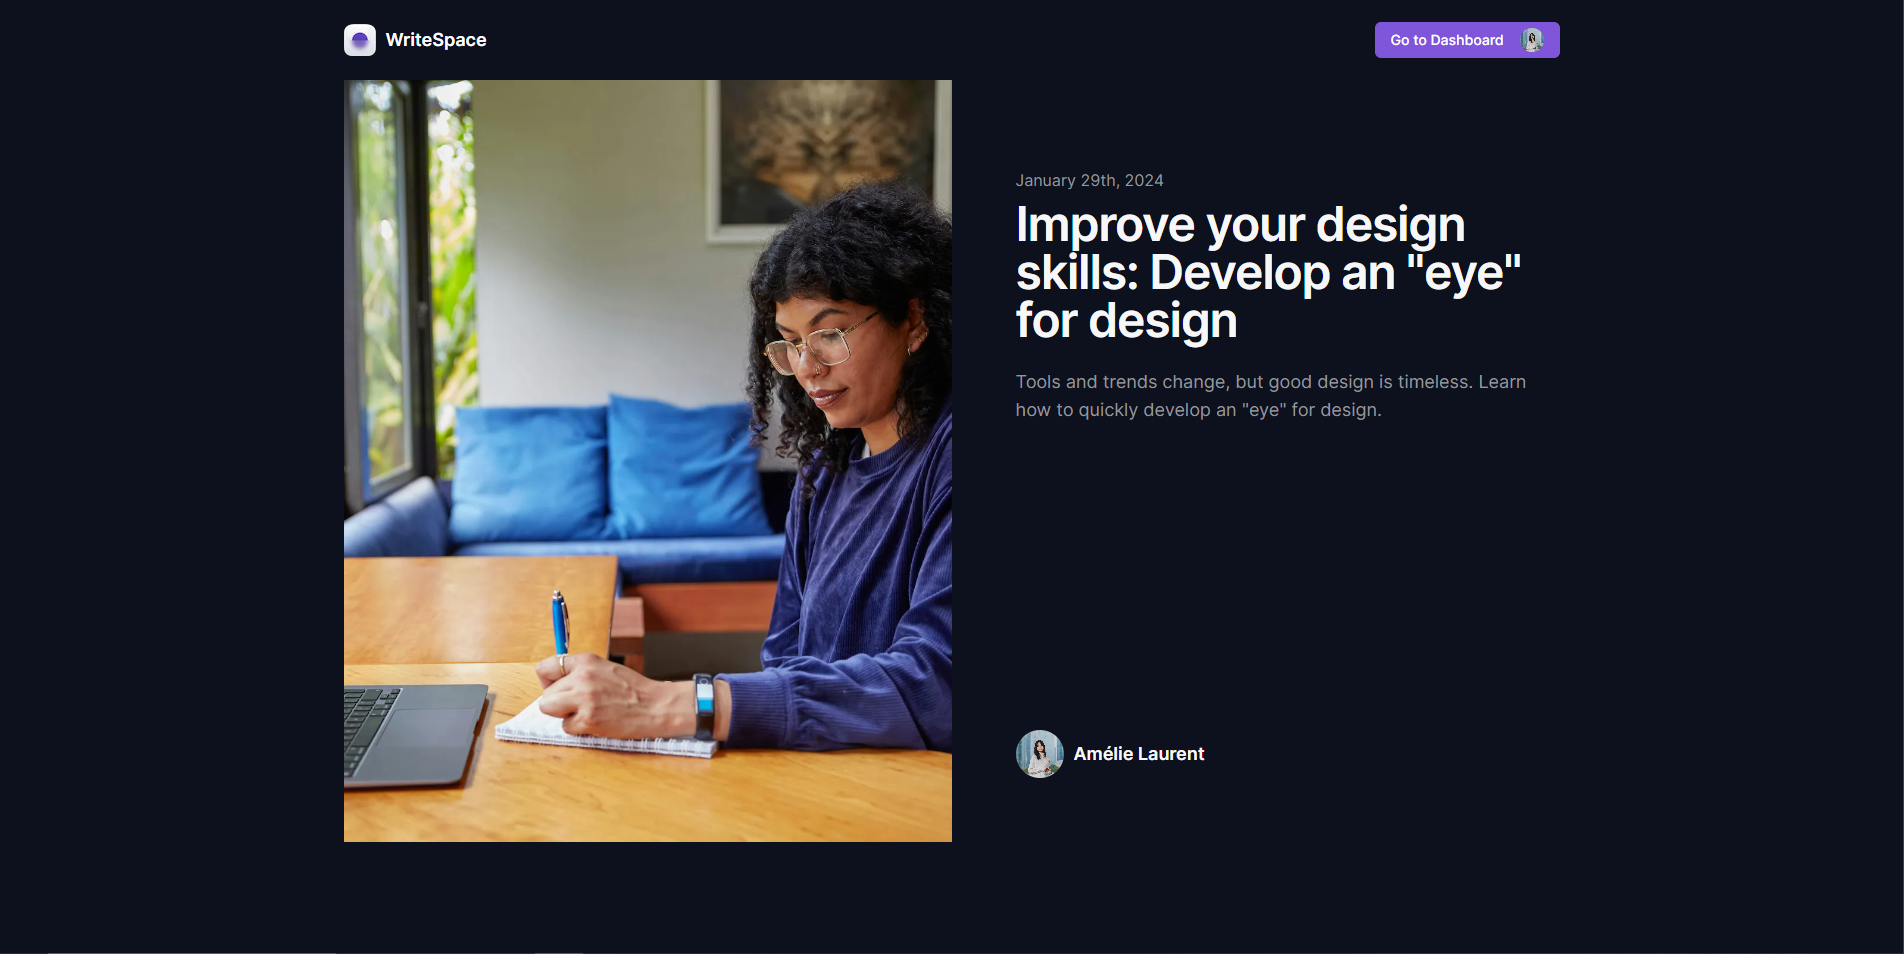 WriteSpace
Go to Dashboard
January 29th, 2024
Improve your design
skills: Develop an "eye"
for design
Tools and trends change, but good design is timeless. Learn
how to quickly develop an "eye" for design.
Amélie Laurent